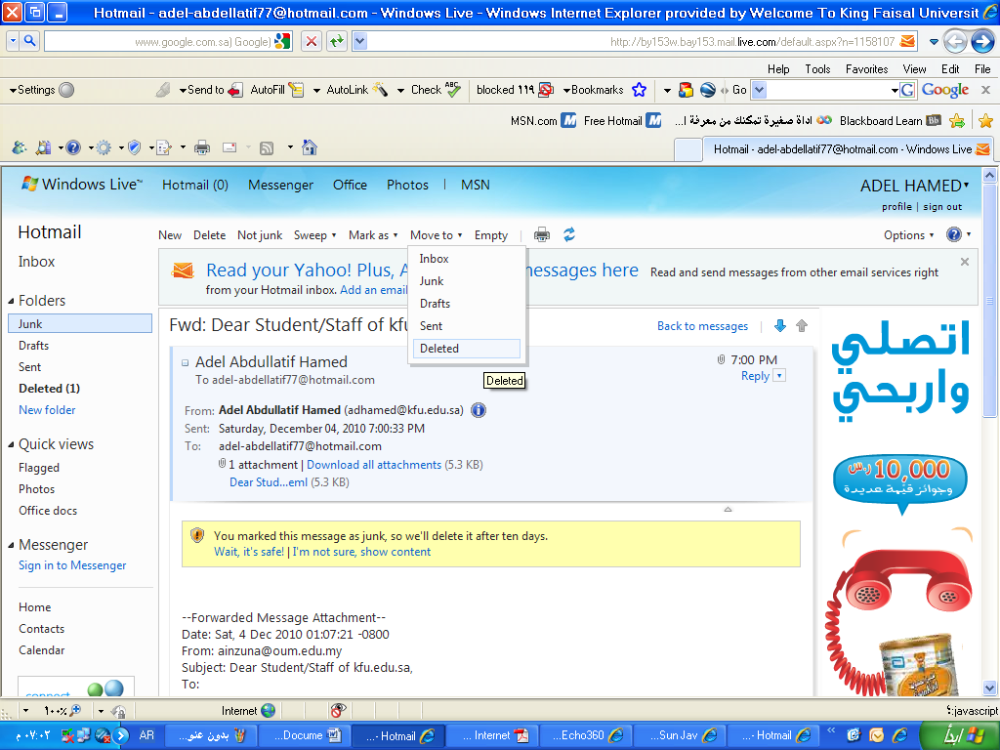 Hotmail - adel-abdellatif77@hotmail.com - Windows Live - Windows Internet Explorer provided by Welcome To King Faisal Universit
www.google.com.sa) Google)
http://by153w.bay153.mail.live.com/default.aspx?n=1158107
Help Tools Favorites View Edit File
Settings Send to AutoFill AutoLink Check blocked ١١٩ Bookmarks Go Google
MSN.com Free Hotmail اداة صغيرة تمكنك من معرفة ا... Blackboard Learn
Hotmail - adel-abdellatif77@hotmail.com - Windows Live
Windows Live™ Hotmail (0) Messenger Office Photos | MSN
ADEL HAMED
profile | sign out
Hotmail
Inbox
Folders
Junk
Drafts
Sent
Deleted (1)
New folder
Quick views
Flagged
Photos
Office docs
Messenger
Sign in to Messenger
Home
Contacts
Calendar
connect
New Delete Not junk Sweep Mark as Move to Empty Options
Inbox
Junk
Drafts
Sent
Deleted
Deleted
Read your Yahoo! Plus, A
essages here
Read and send messages from other email services right
from your Hotmail inbox. Add an email
Fwd: Dear Student/Staff of kfu
Back to messages
Adel Abdullatif Hamed
7:00 PM
To adel-abdellatif77@hotmail.com
Reply
From: Adel Abdullatif Hamed (adhamed@kfu.edu.sa)
Sent: Saturday, December 04, 2010 7:00:33 PM
To: adel-abdellatif77@hotmail.com
1 attachment | Download all attachments (5.3 KB)
Dear Stud...eml (5.3 KB)
You marked this message as junk, so we'll delete it after ten days.
Wait, it's safe! | I'm not sure, show content
--Forwarded Message Attachment--
Date: Sat, 4 Dec 2010 01:07:21 -0800
From: ainzuna@oum.edu.my
Subject: Dear Student/Staff of kfu.edu.sa,
To:
اتصلي
واربحي
10,000 ر.س
وجوائز قيّمة عديدة
١٠٠% Internet ؟:javascript
٠٧:٠٢ م AR بدون عنو... ...Docume ...- Hotmail ...Internet ...Echo360 ...Sun Jav ...- Hotmail ابدأ